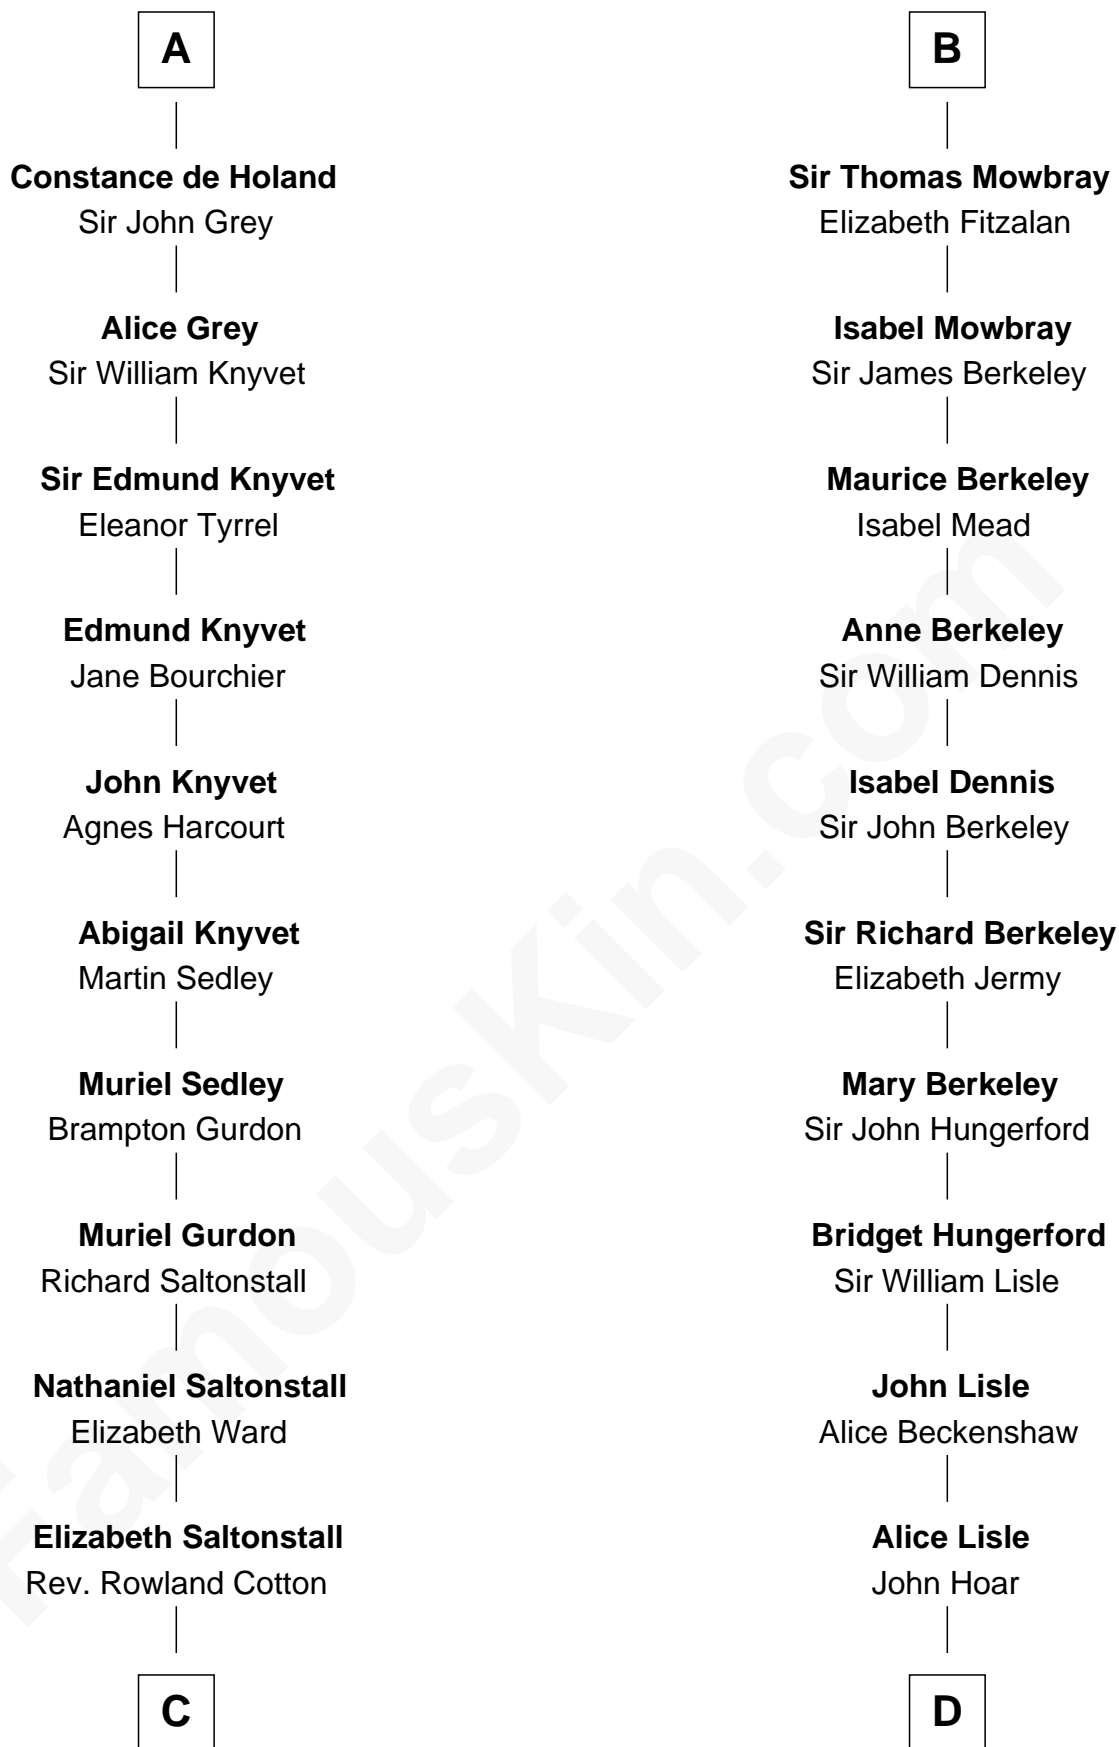 A
Constance de Holand
Sir John Grey
Alice Grey
Sir William Knyvet
Sir Edmund Knyvet
Eleanor Tyrrel
Edmund Knyvet
Jane Bourchier
John Knyvet
Agnes Harcourt
Abigail Knyvet
Martin Sedley
Muriel Sedley
Brampton Gurdon
Muriel Gurdon
Richard Saltonstall
Nathaniel Saltonstall
Elizabeth Ward
Elizabeth Saltonstall
Rev. Rowland Cotton
C
B
Sir Thomas Mowbray
Elizabeth Fitzalan
Isabel Mowbray
Sir James Berkeley
Maurice Berkeley
Isabel Mead
Anne Berkeley
Sir William Dennis
Isabel Dennis
Sir John Berkeley
Sir Richard Berkeley
Elizabeth Jermy
Mary Berkeley
Sir John Hungerford
Bridget Hungerford
Sir William Lisle
John Lisle
Alice Beckenshaw
Alice Lisle
John Hoar
D
FamousKin.com